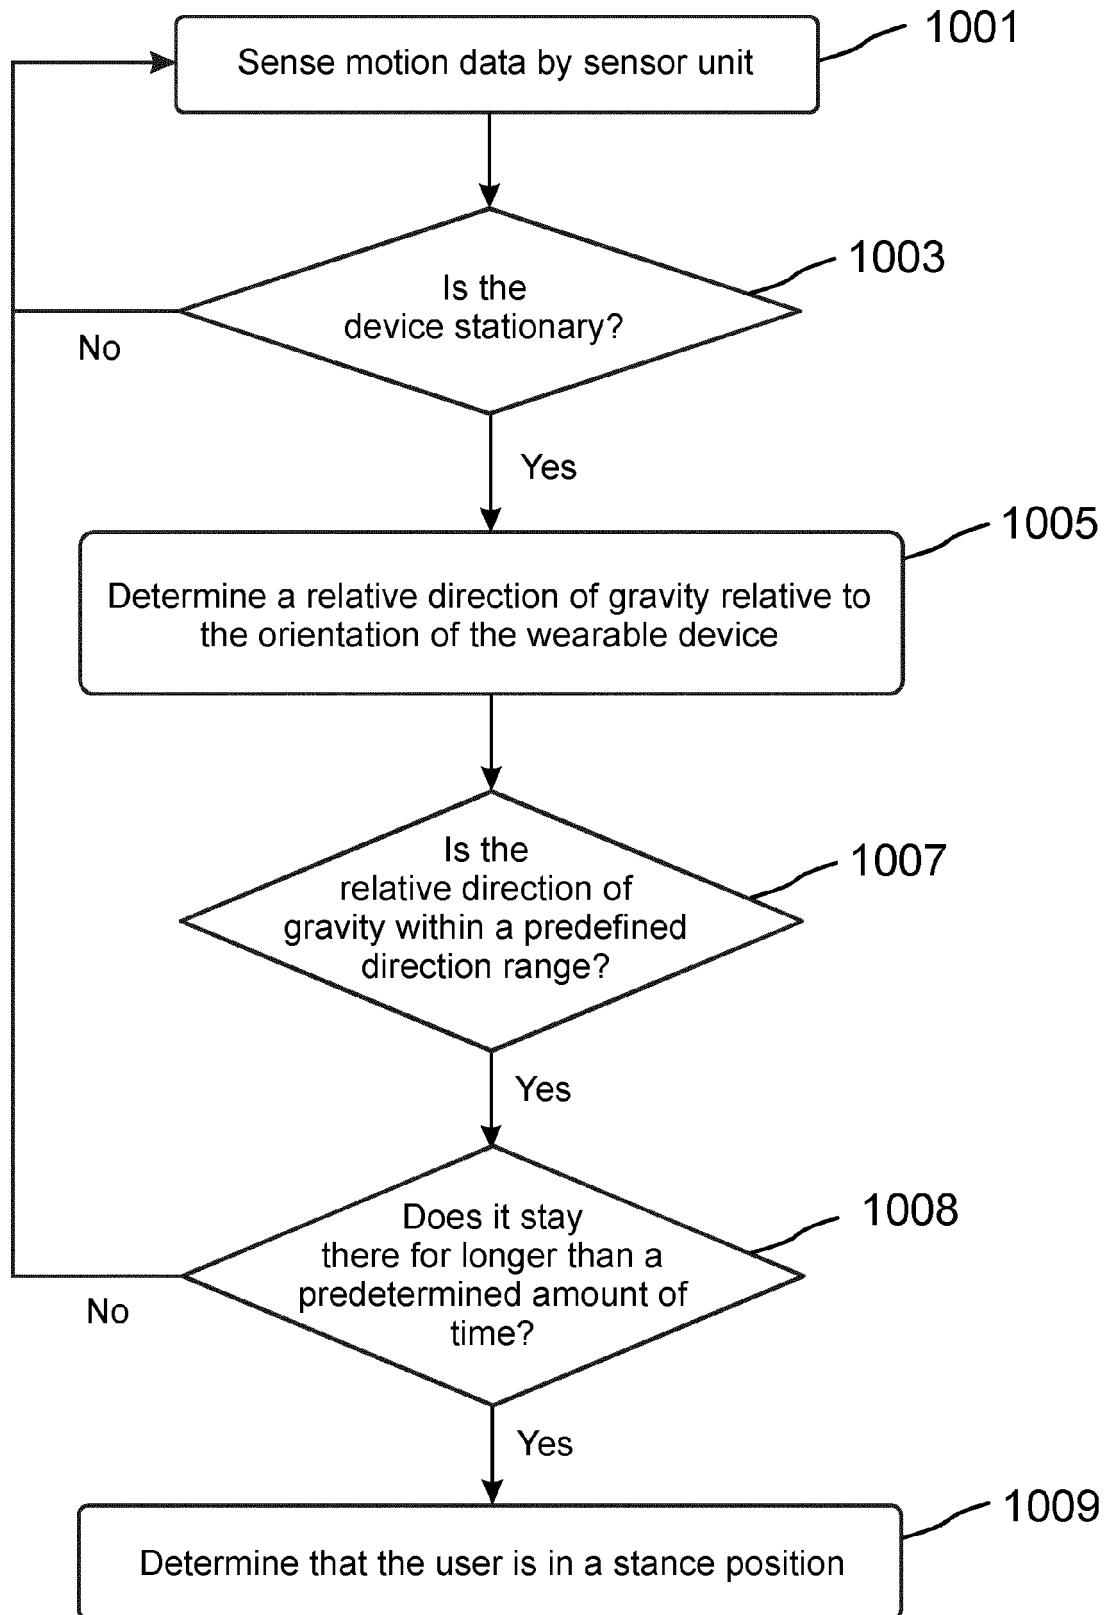 1001
Sense motion data by sensor unit
1003
Is the
device stationary?
No
Yes
1005
Determine a relative direction of gravity relative to
the orientation of the wearable device
1007
Is the
relative direction of
gravity within a predefined
direction range?
Yes
1008
Does it stay
there for longer than a
predetermined amount of
time?
No
Yes
1009
Determine that the user is in a stance position